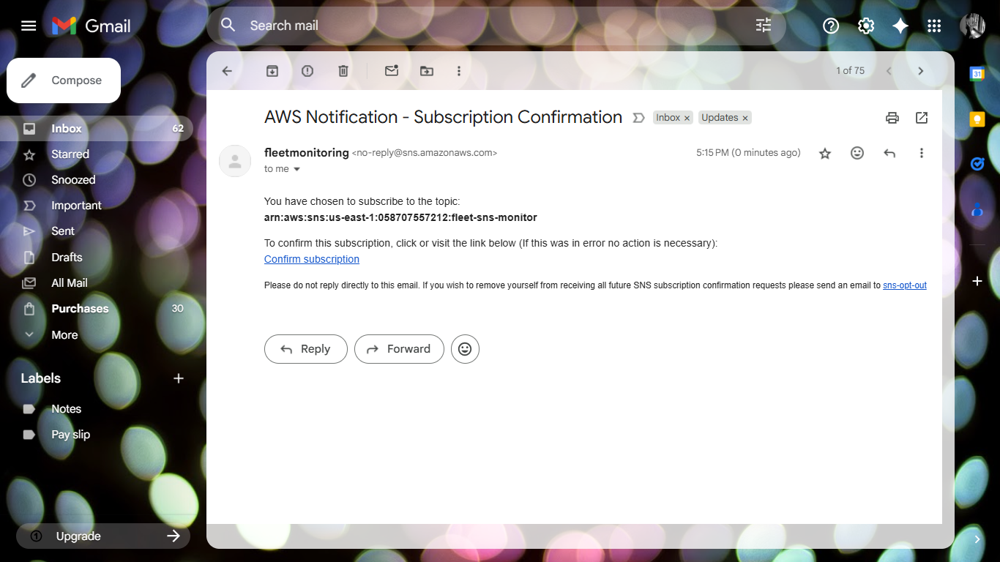 Gmail
Search mail
Compose
1 of 75
Inbox 62
Starred
Snoozed
Important
Sent
Drafts
All Mail
Purchases 30
More
Labels
Notes
Pay slip
Upgrade
AWS Notification - Subscription Confirmation
Inbox ×
Updates ×
fleetmonitoring <no-reply@sns.amazonaws.com>
5:15 PM (0 minutes ago)
to me
You have chosen to subscribe to the topic:
arn:aws:sns:us-east-1:058707557212:fleet-sns-monitor
To confirm this subscription, click or visit the link below (If this was in error no action is necessary):
Confirm subscription
Please do not reply directly to this email. If you wish to remove yourself from receiving all future SNS subscription confirmation requests please send an email to sns-opt-out
Reply
Forward
31